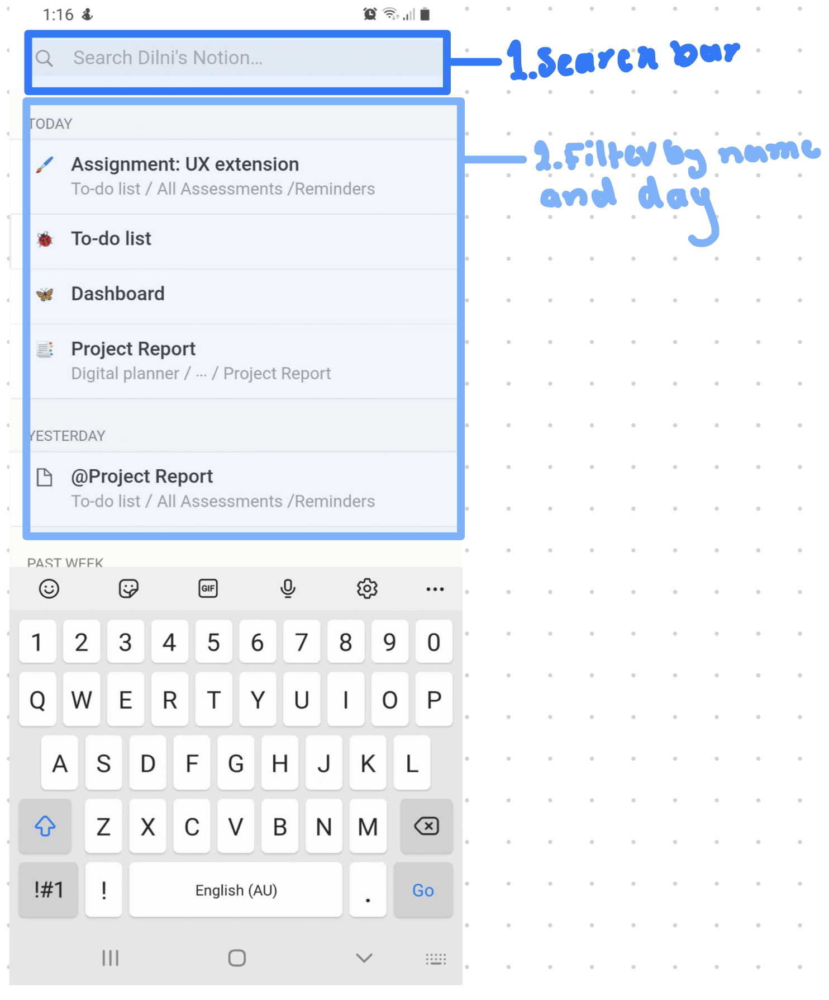 1:16
Search Dilni's Notion...
1.Search bar
TODAY
2.Filter by name
and day
Assignment: UX extension
To-do list / All Assessments /Reminders
To-do list
Dashboard
Project Report
Digital planner / ... / Project Report
YESTERDAY
@Project Report
To-do list / All Assessments /Reminders
PAST WEEK
GIF
1 2 3 4 5 6 7 8 9 0
Q W E R T Y U I O P
A S D F G H J K L
Z X C V B N M
!#1 ! English (AU) . Go